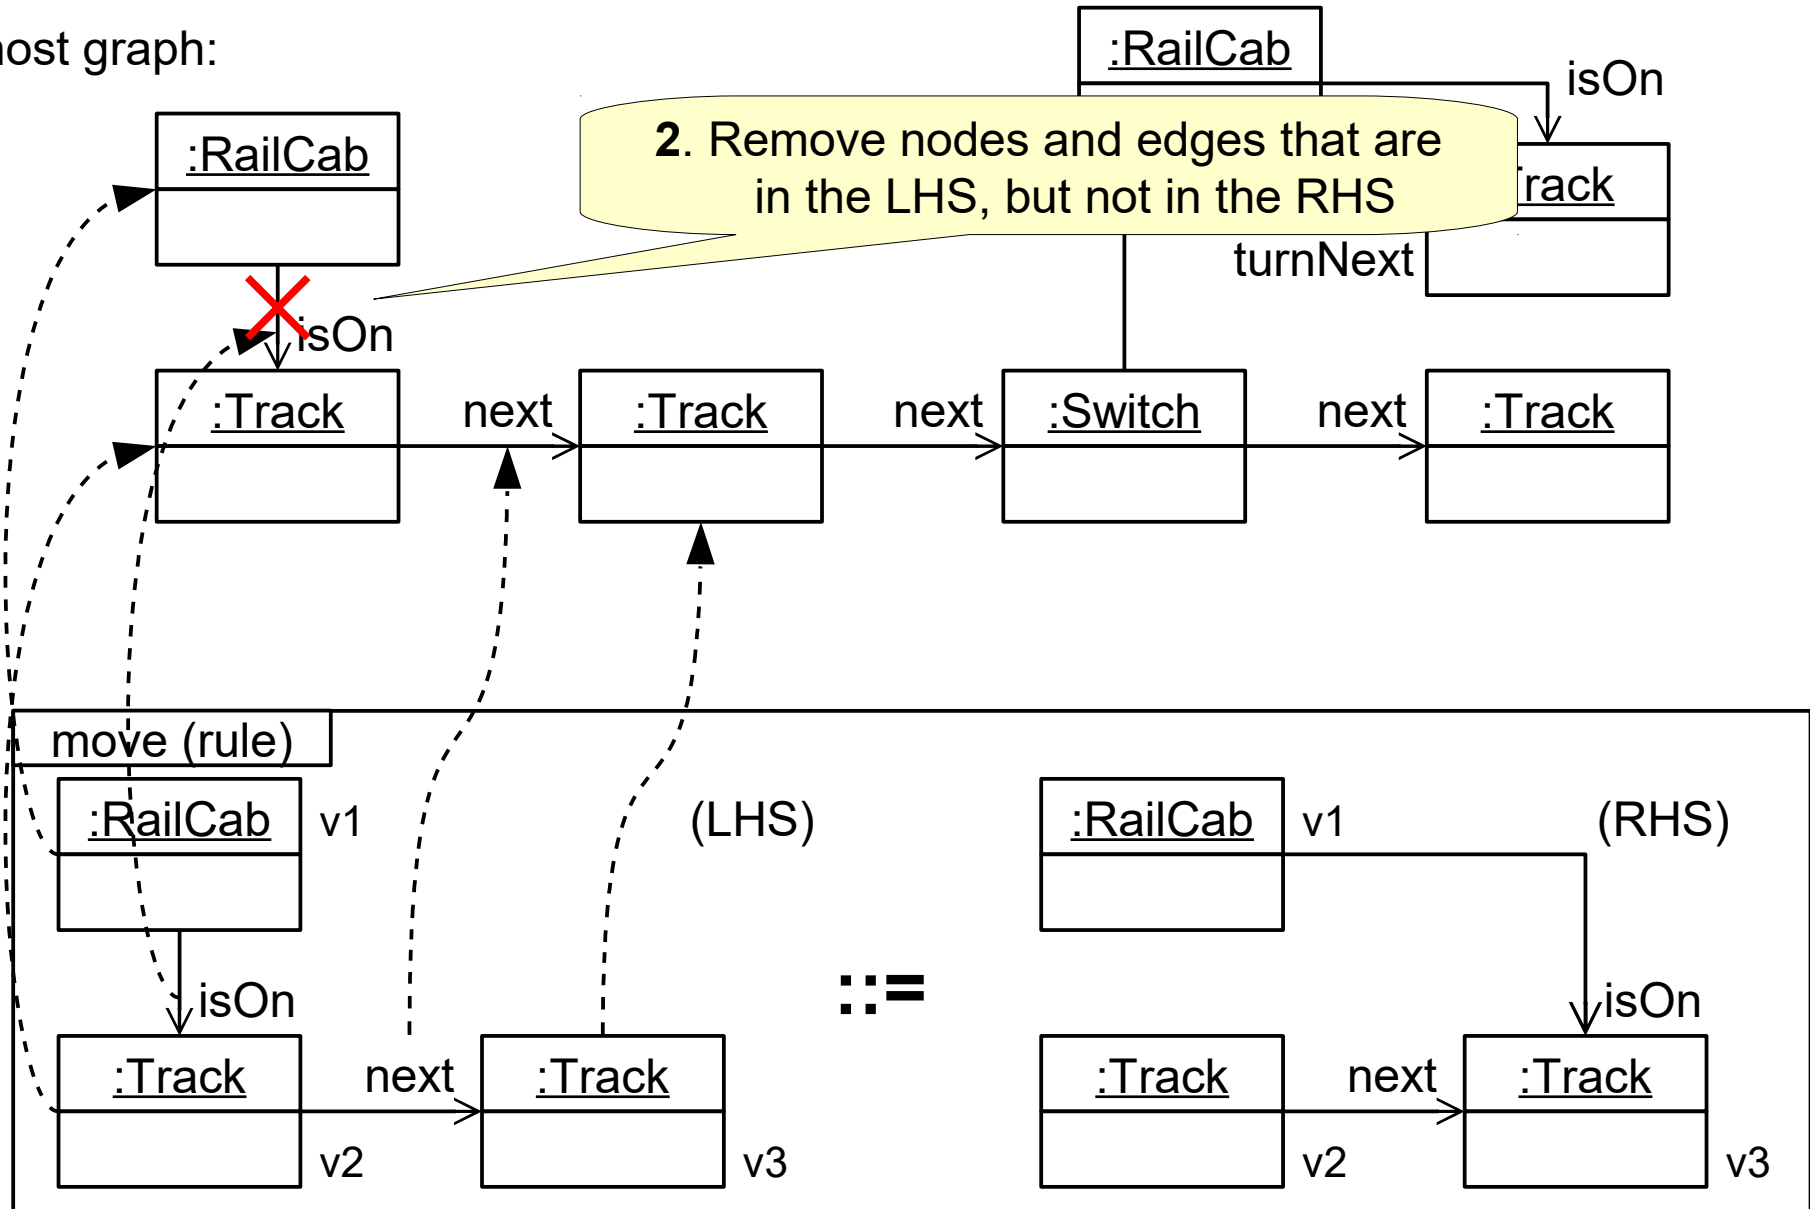 host graph:
:RailCab
isOn
:RailCab
2. Remove nodes and edges that are
in the LHS, but not in the RHS
Track
turnNext
isOn
:Track
next
:Track
next
:Switch
next
:Track
move (rule)
:RailCab
v1
(LHS)
:RailCab
v1
(RHS)
isOn
::=
isOn
:Track
next
:Track
:Track
next
:Track
v2
v3
v2
v3